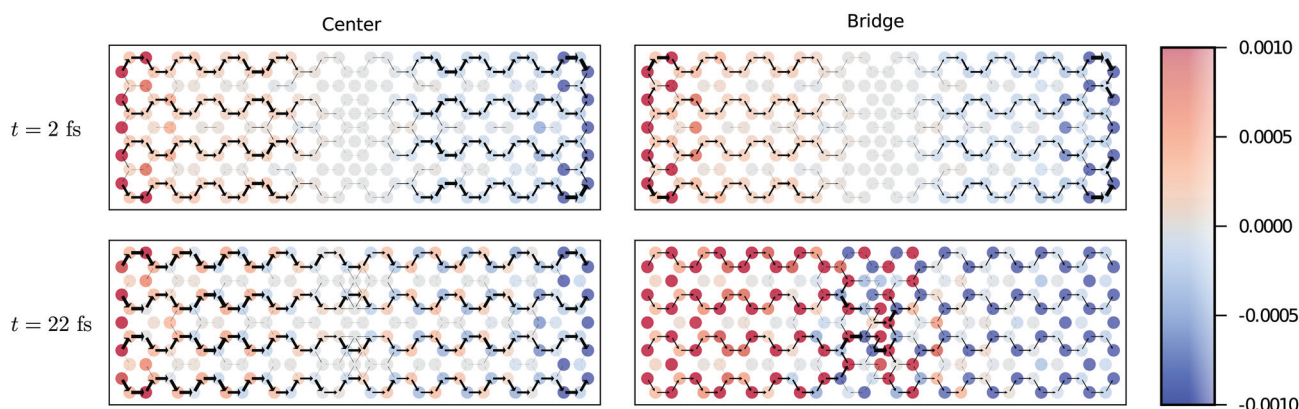 Center
Bridge
t = 2 fs
t = 22 fs
0.0010
0.0005
0.0000
-0.0005
-0.0010